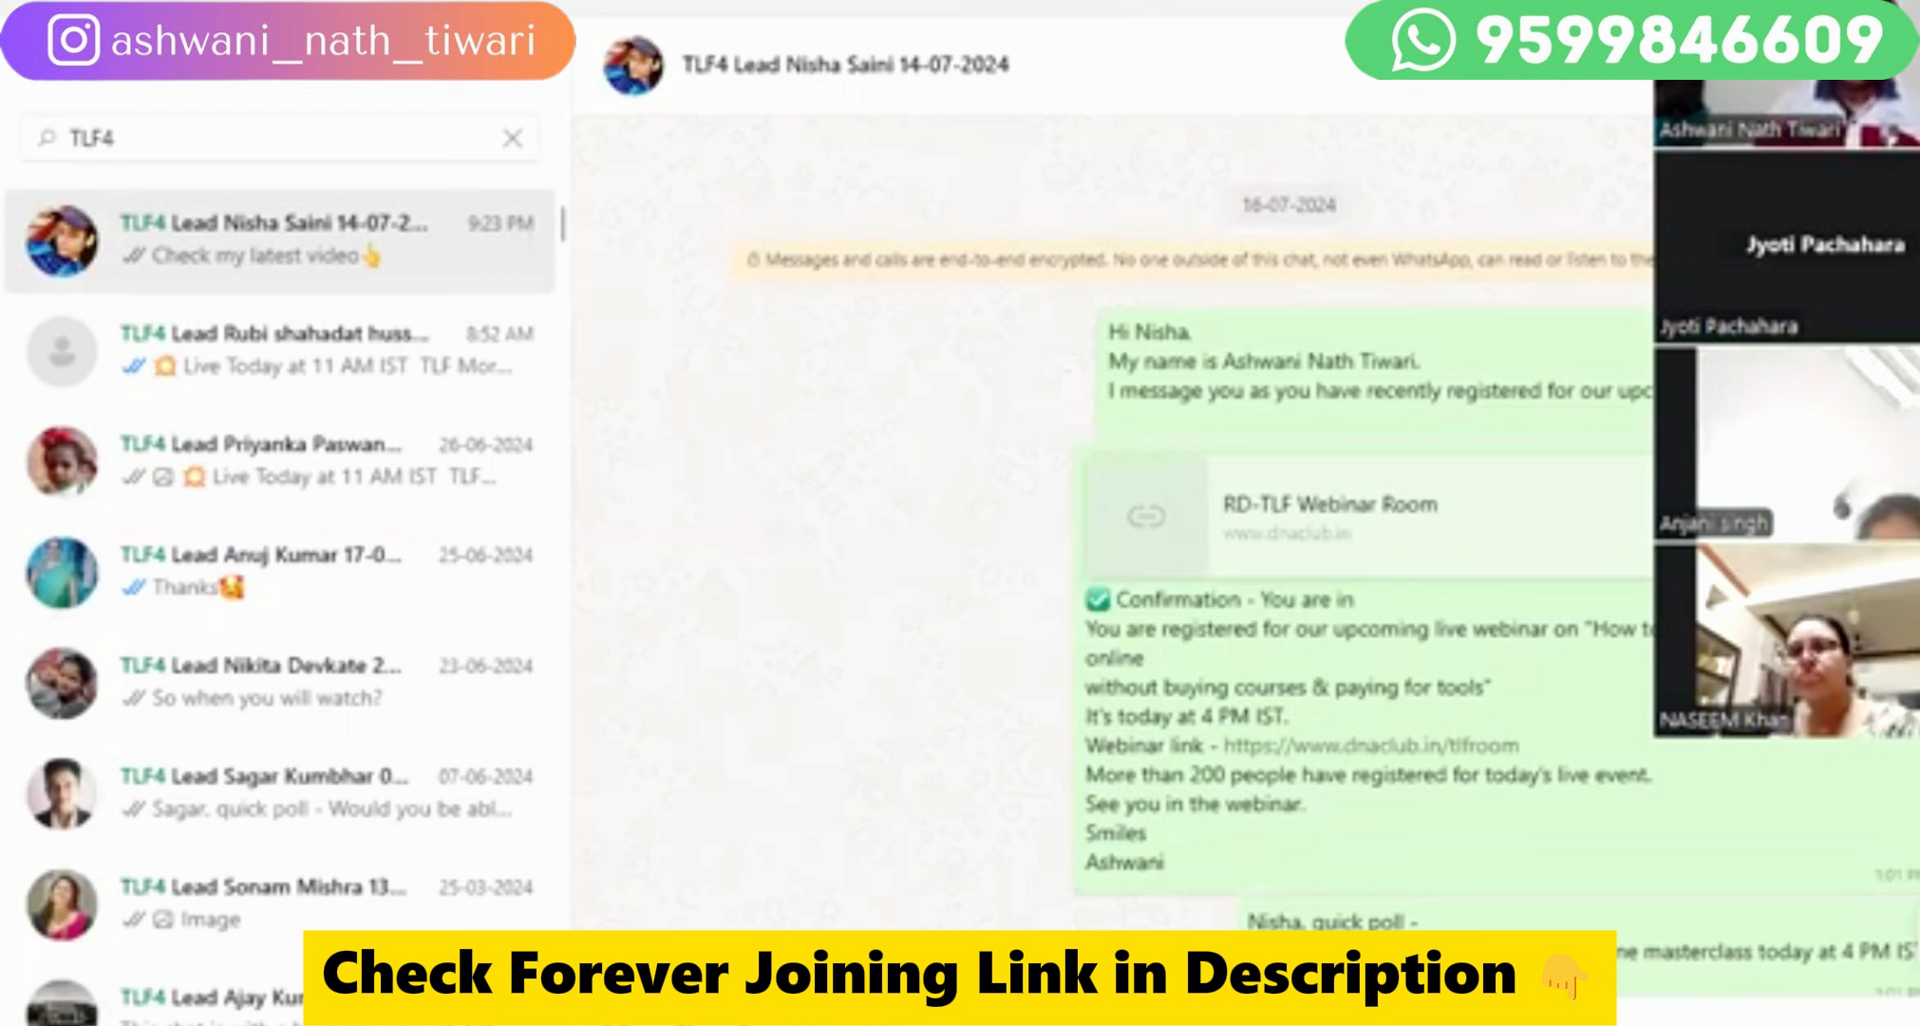 ashwani_nath_tiwari
TLF4 Lead Nisha Saini 14-07-2024
9599846609
TLF4
TLF4 Lead Nisha Saini 14-07-2... 9:23 PM
Check my latest video👆
TLF4 Lead Rubi shahadat huss... 8:52 AM
💥 Live Today at 11 AM IST TLF Mor...
TLF4 Lead Priyanka Paswan... 26-06-2024
💥 Live Today at 11 AM IST TLF...
TLF4 Lead Anuj Kumar 17-0... 25-06-2024
Thanks🥰
TLF4 Lead Nikita Devkate 2... 23-06-2024
So when you will watch?
TLF4 Lead Sagar Kumbhar 0... 07-06-2024
Sagar, quick poll - Would you be abl...
TLF4 Lead Sonam Mishra 13... 25-03-2024
Image
TLF4 Lead Ajay Kur
16-07-2024
Messages and calls are end-to-end encrypted. No one outside of this chat, not even WhatsApp, can read or listen to the
Hi Nisha,
My name is Ashwani Nath Tiwari.
I message you as you have recently registered for our upc
RD-TLF Webinar Room
www.dnaclub.in
✅ Confirmation - You are in
You are registered for our upcoming live webinar on "How to
online
without buying courses & paying for tools"
It's today at 4 PM IST.
Webinar link - https://www.dnaclub.in/tlfroom
More than 200 people have registered for today's live event.
See you in the webinar.
Smiles
Ashwani
1:01 P
Nisha, quick poll -
ne masterclass today at 4 PM IS
Ashwani Nath Tiwari
Jyoti Pachahara
Jyoti Pachahara
Anjani singh
NASEEM Khan
Check Forever Joining Link in Description 👇